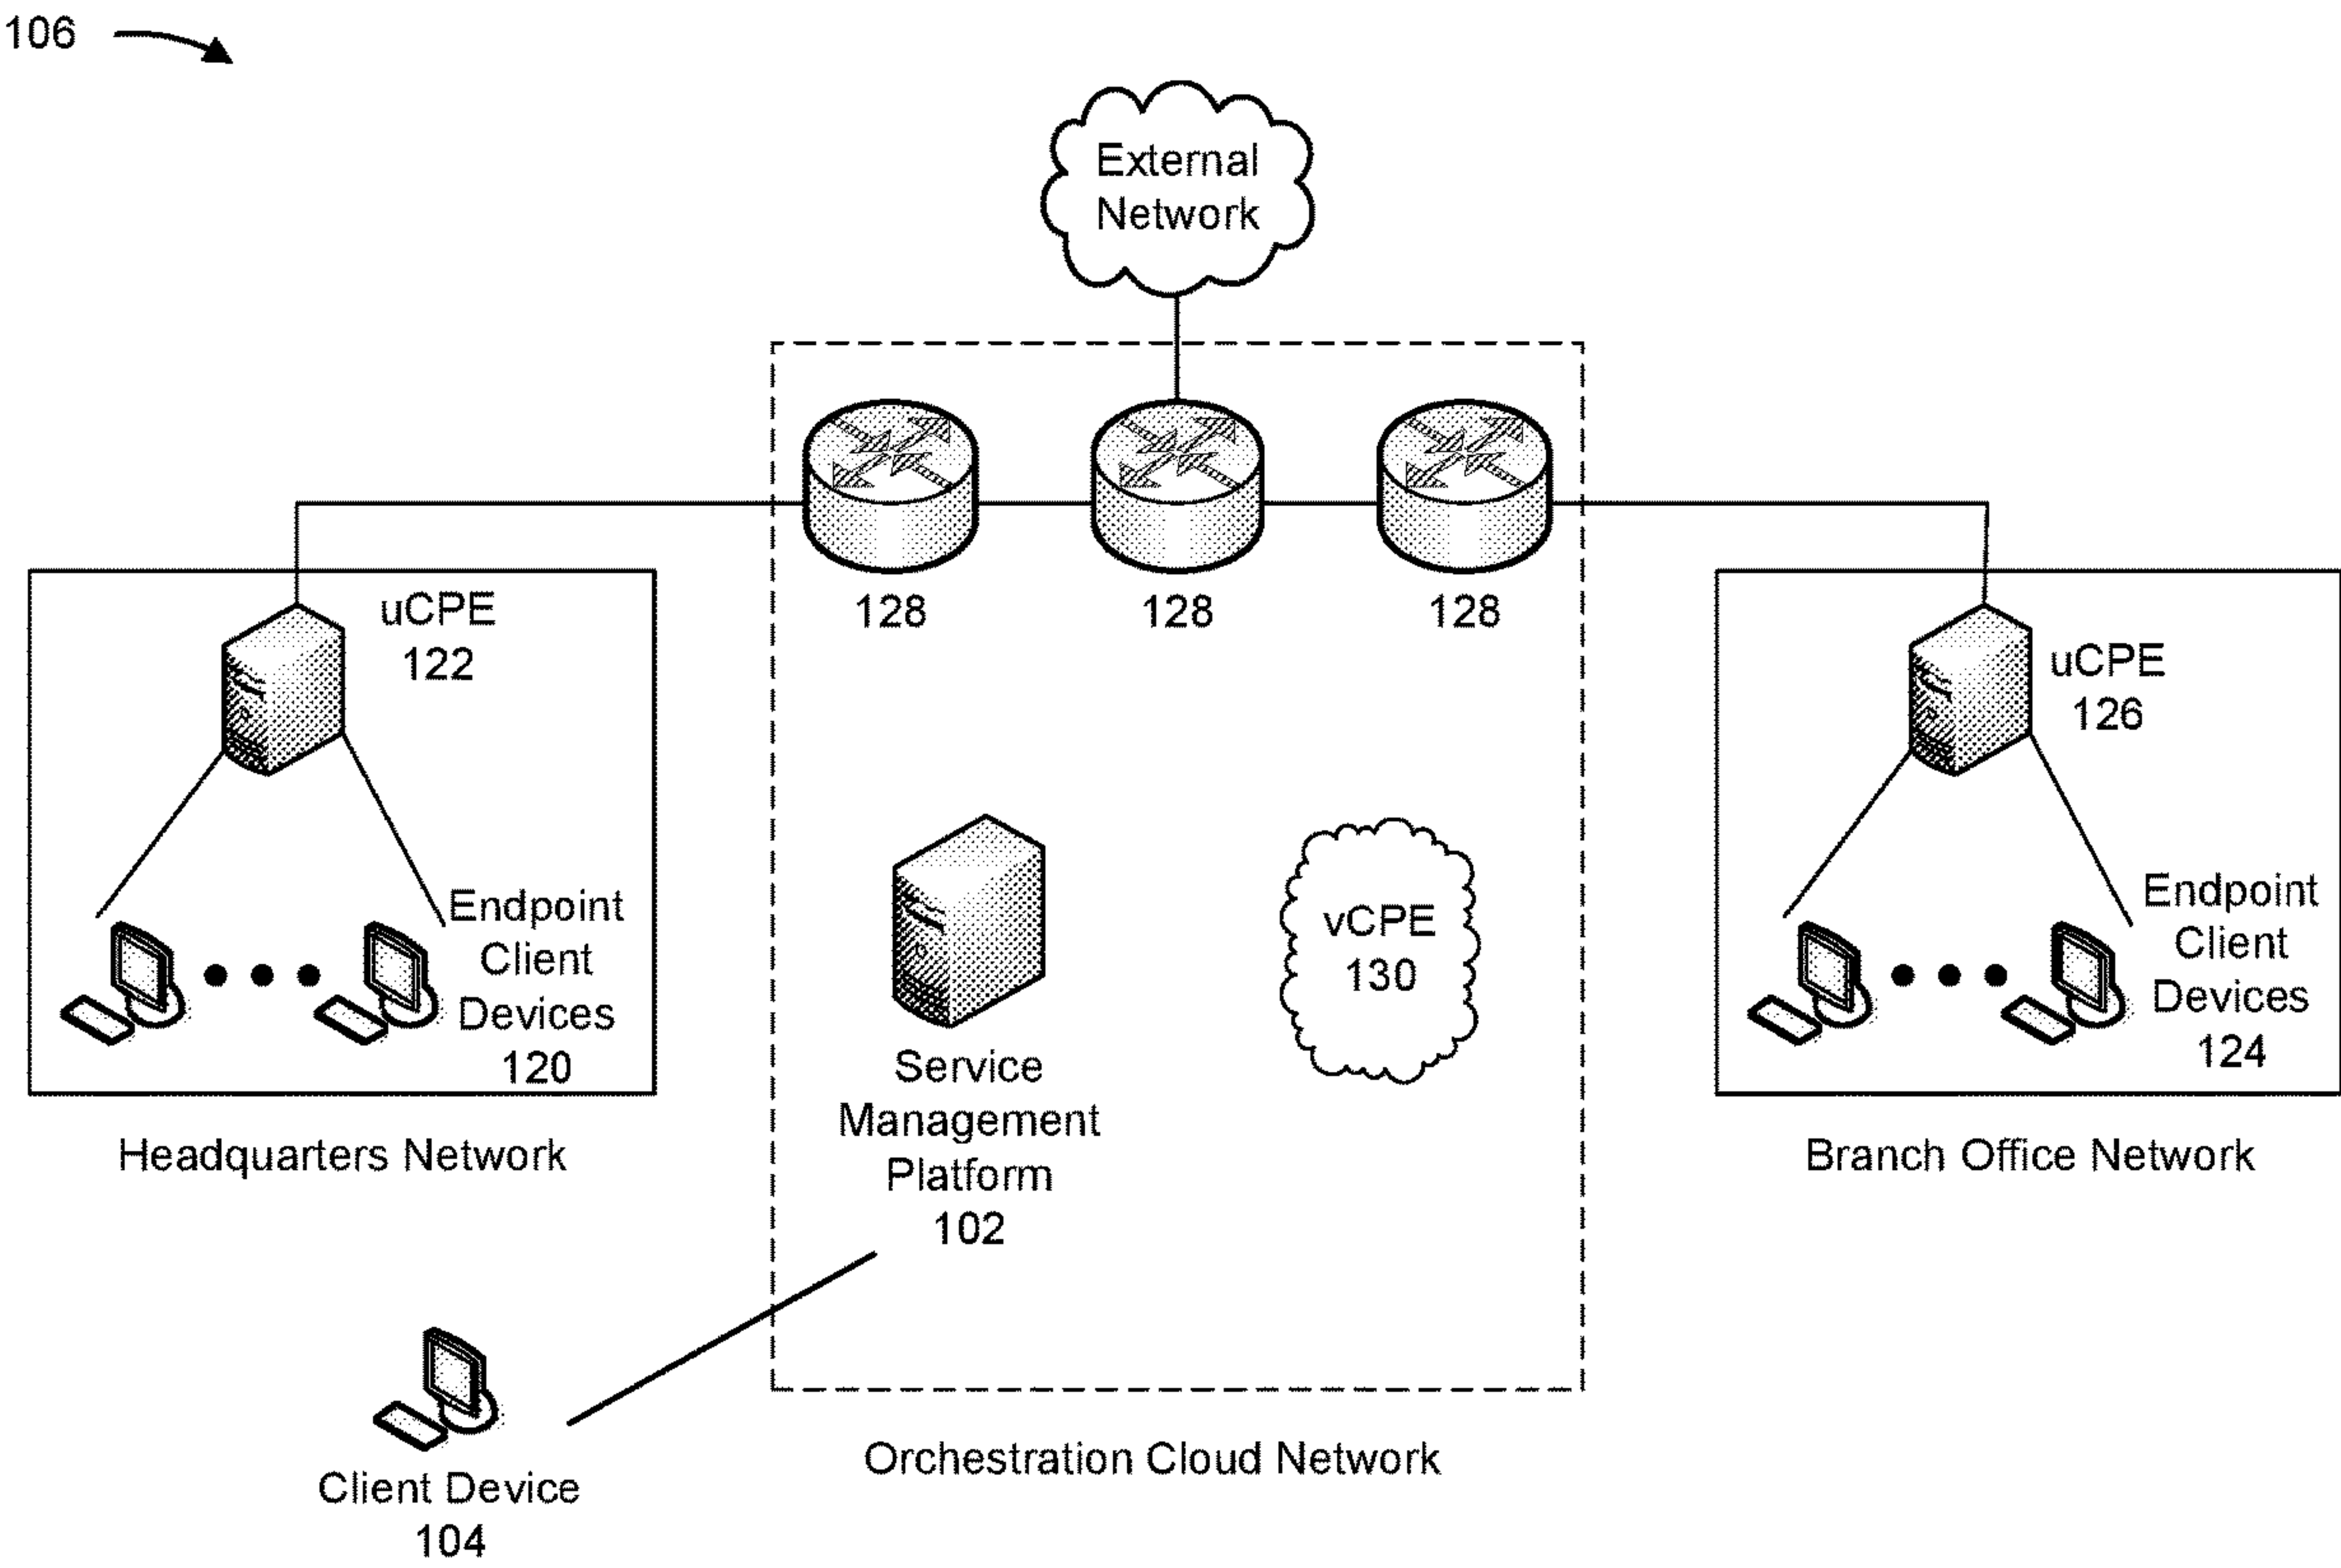 106
External
Network
128
128
128
uCPE
122
uCPE
126
Endpoint
Client
Devices
120
Service
Management
Platform
102
vCPE
130
Endpoint
Client
Devices
124
Headquarters Network
Branch Office Network
Orchestration Cloud Network
Client Device
104